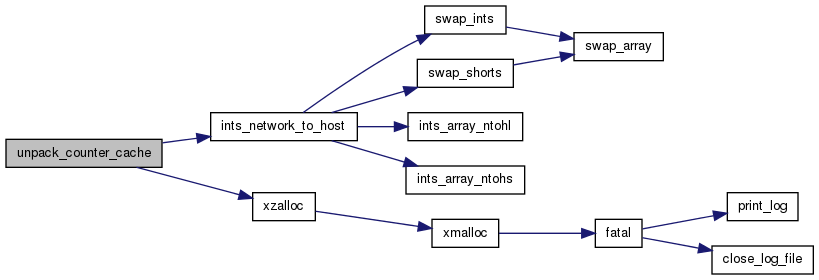 swap_ints
swap_array
swap_shorts
ints_network_to_host
ints_array_ntohl
unpack_counter_cache
ints_array_ntohs
xzalloc
print_log
xmalloc
fatal
close_log_file